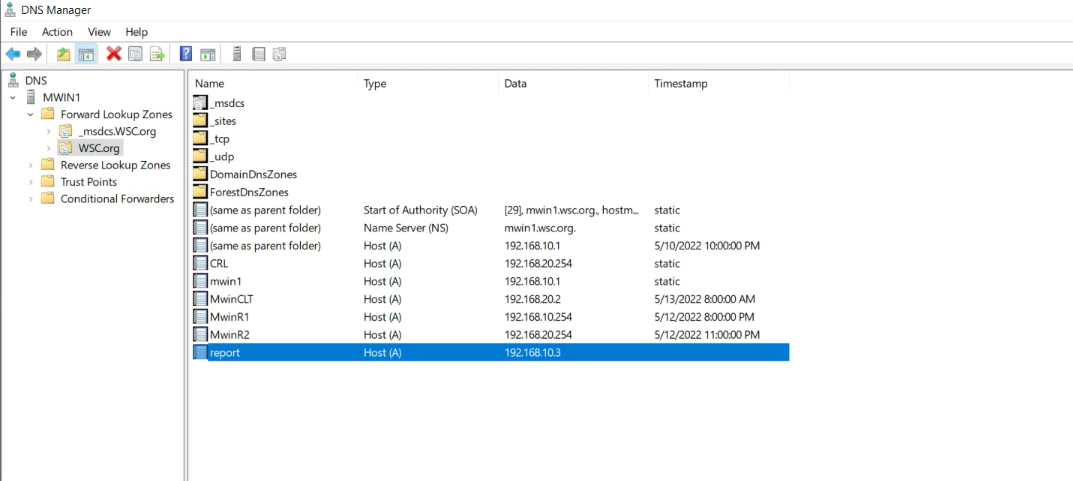 DNS Manager
File Action View Help
DNS
MWIN1
Forward Lookup Zones
_msdcs.WSC.org
WSC.org
Reverse Lookup Zones
Trust Points
Conditional Forwarders
Name Type Data Timestamp
_msdcs
_sites
_tcp
_udp
DomainDnsZones
ForestDnsZones
(same as parent folder) Start of Authority (SOA) [29], mwin1.wsc.org., hostm... static
(same as parent folder) Name Server (NS) mwin1.wsc.org. static
(same as parent folder) Host (A) 192.168.10.1 5/10/2022 10:00:00 PM
CRL Host (A) 192.168.20.254 static
mwin1 Host (A) 192.168.10.1 static
MwinCLT Host (A) 192.168.20.2 5/13/2022 8:00:00 AM
MwinR1 Host (A) 192.168.10.254 5/12/2022 8:00:00 PM
MwinR2 Host (A) 192.168.20.254 5/12/2022 11:00:00 PM
report Host (A) 192.168.10.3